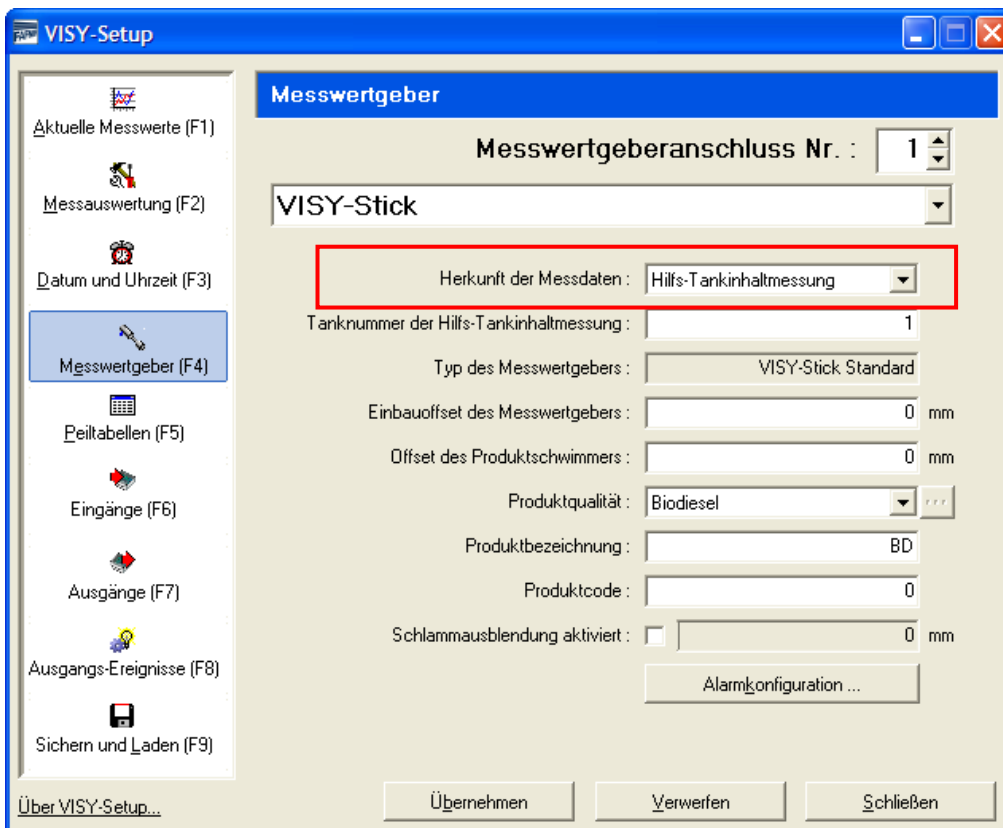 VISY-Setup
Aktuelle Messwerte (F1)
Messauswertung (F2)
Datum und Uhrzeit (F3)
Messwertgeber (F4)
Peiltabellen (F5)
Eingänge (F6)
Ausgänge (F7)
Ausgangs-Ereignisse (F8)
Sichern und Laden (F9)
Über VISY-Setup...
Messwertgeber
Messwertgeberanschluss Nr. : 1
VISY-Stick
Herkunft der Messdaten : Hilfs-Tankinhaltmessung
Tanknummer der Hilfs-Tankinhaltmessung : 1
Typ des Messwertgebers : VISY-Stick Standard
Einbauoffset des Messwertgebers : 0 mm
Offset des Produktschwimmers : 0 mm
Produktqualität : Biodiesel ...
Produktbezeichnung : BD
Produktcode : 0
Schlammausblendung aktiviert : 0 mm
Alarmkonfiguration ...
Übernehmen Verwerfen Schließen